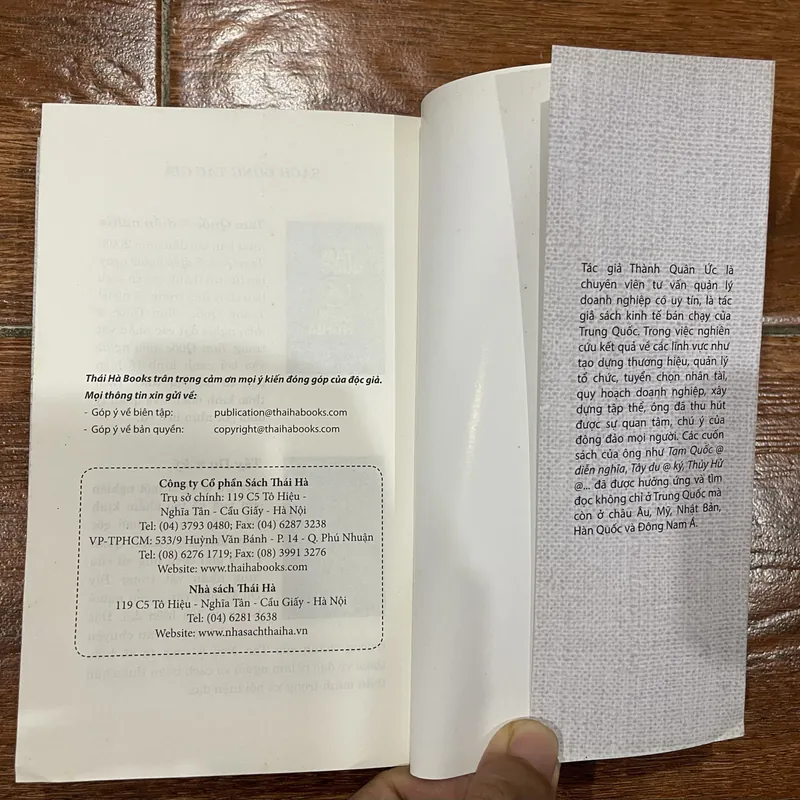 Thái Hà Books trân trọng cảm ơn mọi ý kiến đóng góp của độc giả.
Mọi thông tin xin gửi về:
- Góp ý về biên tập: publication@thaihabooks.com
- Góp ý về bản quyền: copyright@thaihabooks.com
Công ty Cổ phần Sách Thái Hà
Trụ sở chính: 119 C5 Tô Hiệu -
Nghĩa Tân - Cầu Giấy - Hà Nội
Tel: (04) 3793 0480; Fax: (04) 6287 3238
VP-TPHCM: 533/9 Huỳnh Văn Bánh - P. 14 - Q. Phú Nhuận
Tel: (08) 6276 1719; Fax: (08) 3991 3276
Website: www.thaihabooks.com
Nhà sách Thái Hà
119 C5 Tô Hiệu - Nghĩa Tân - Cầu Giấy - Hà Nội
Tel: (04) 6281 3638
Website: www.nhasachthaiha.vn
Tác giả Thành Quân Ức là
chuyên viên tư vấn quản lý
doanh nghiệp có uy tín, là tác
giả sách kinh tế bán chạy của
Trung Quốc. Trong việc nghiên
cứu kết quả về các lĩnh vực như
tạo dựng thương hiệu, quản lý
tổ chức, tuyển chọn nhân tài,
quy hoạch doanh nghiệp, xây
dựng tập thể, ông đã thu hút
được sự quan tâm, chú ý của
đông đảo mọi người. Các cuốn
sách của ông như Tam Quốc @
diễn nghĩa, Tây du @ ký, Thủy Hử
@... đã được hưởng ứng và tìm
đọc không chỉ ở Trung Quốc mà
còn ở châu Âu, Mỹ, Nhật Bản,
Hàn Quốc và Đông Nam Á.